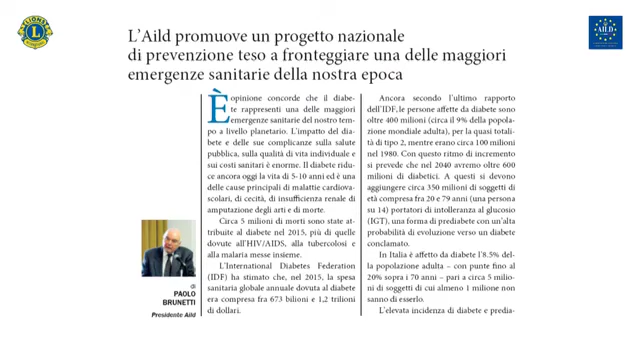 LIONS
AILD
L'Aild promuove un progetto nazionale
di prevenzione teso a fronteggiare una delle maggiori
emergenze sanitarie della nostra epoca
È opinione concorde che il diabe-
te rappresenti una delle maggiori
emergenze sanitarie del nostro tem-
po a livello planetario. L'impatto del dia-
bete e delle sue complicanze sulla salute
pubblica, sulla qualità di vita individuale e
sui costi sanitari è enorme. Il diabete ridu-
ce ancora oggi la vita di 5-10 anni ed è una
delle cause principali di malattie cardiova-
scolari, di cecità, di insufficienza renale di
amputazione degli arti e di morte.
Circa 5 milioni di morti sono state at-
tribuite al diabete nel 2015, più di quelle
dovute all'HIV/AIDS, alla tubercolosi e
alla malaria messe insieme.
L'International Diabetes Federation
(IDF) ha stimato che, nel 2015, la spesa
sanitaria globale annuale dovuta al diabete
era compresa fra 673 bilioni e 1,2 trilioni
di dollari.
Ancora secondo l'ultimo rapporto
dell'IDF, le persone affette da diabete sono
oltre 400 milioni (circa il 9% della popola-
zione mondiale adulta), per la quasi totali-
tà di tipo 2, mentre erano circa 100 milioni
nel 1980. Con questo ritmo di incremento
si prevede che nel 2040 avremo oltre 600
milioni di diabetici. A questi si devono
aggiungere circa 350 milioni di soggetti di
età compresa fra 20 e 79 anni (una persona
su 14) portatori di intolleranza al glucosio
(IGT), una forma di prediabete con un'alta
probabilità di evoluzione verso un diabete
conclamato.
In Italia è affetto da diabete l'8.5% del-
la popolazione adulta – con punte fino al
20% sopra i 70 anni – pari a circa 5 milio-
ni di soggetti di cui almeno 1 milione non
sanno di esserlo.
L'elevata incidenza di diabete e predia-
di
PAOLO
BRUNETTI
Presidente Aild